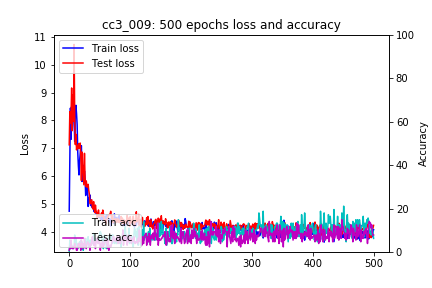 cc3_009: 500 epochs loss and accuracy
Train loss
Test loss
Train acc
Test acc
Loss
Accuracy
11
10
9
8
7
6
5
4
100
80
60
40
20
0
0
100
200
300
400
500